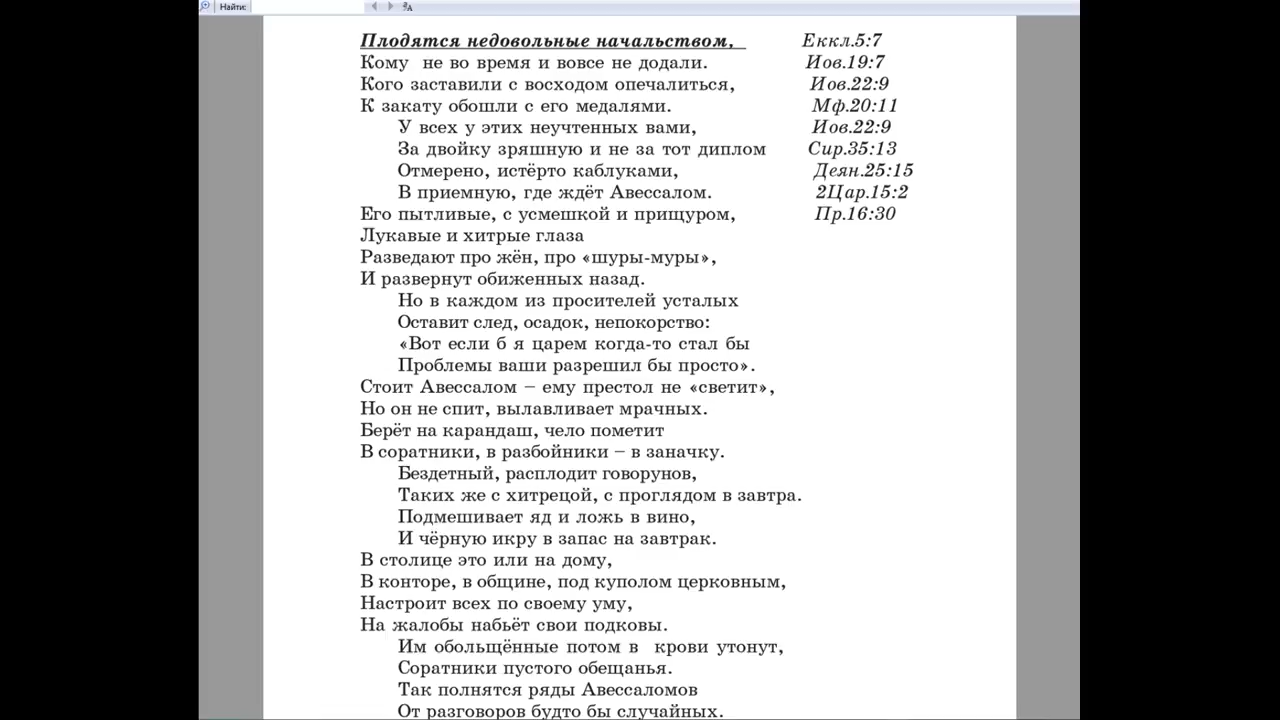 Найти:
Плодятся недовольные начальством, Еккл.5:7
Кому не во время и вовсе не додали. Иов.19:7
Кого заставили с восходом опечалиться, Иов.22:9
К закату обошли с его медалями. Мф.20:11
У всех у этих неучтенных вами, Иов.22:9
За двойку зряшную и не за тот диплом Сир.35:13
Отмерено, истёрто каблуками, Деян.25:15
В приемную, где ждёт Авессалом. 2Цар.15:2
Его пытливые, с усмешкой и прищуром, Пр.16:30
Лукавые и хитрые глаза
Разведают про жён, про «шуры-муры»,
И развернут обиженных назад.
Но в каждом из просителей усталых
Оставит след, осадок, непокорство:
«Вот если б я царем когда-то стал бы
Проблемы ваши разрешил бы просто».
Стоит Авессалом – ему престол не «светит»,
Но он не спит, вылавливает мрачных.
Берёт на карандаш, чело пометит
В соратники, в разбойники – в заначку.
Бездетный, расплодит говорунов,
Таких же с хитрецой, с проглядом в завтра.
Подмешивает яд и ложь в вино,
И чёрную икру в запас на завтрак.
В столице это или на дому,
В конторе, в общине, под куполом церковным,
Настроит всех по своему уму,
На жалобы набьёт свои подковы.
Им обольщённые потом в крови утонут,
Соратники пустого обещанья.
Так полнятся ряды Авессаломов
От разговоров будто бы случайных.